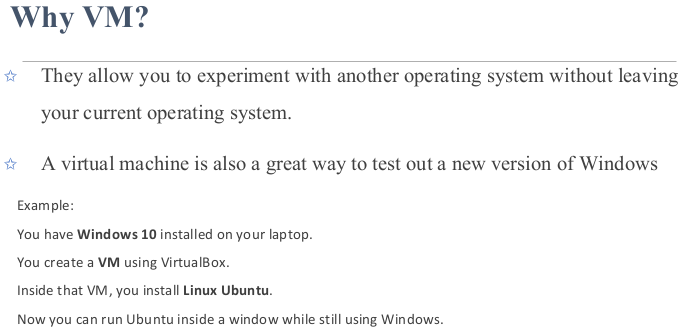 Why VM?
They allow you to experiment with another operating system without leaving
your current operating system.
A virtual machine is also a great way to test out a new version of Windows
Example:
You have Windows 10 installed on your laptop.
You create a VM using VirtualBox.
Inside that VM, you install Linux Ubuntu.
Now you can run Ubuntu inside a window while still using Windows.